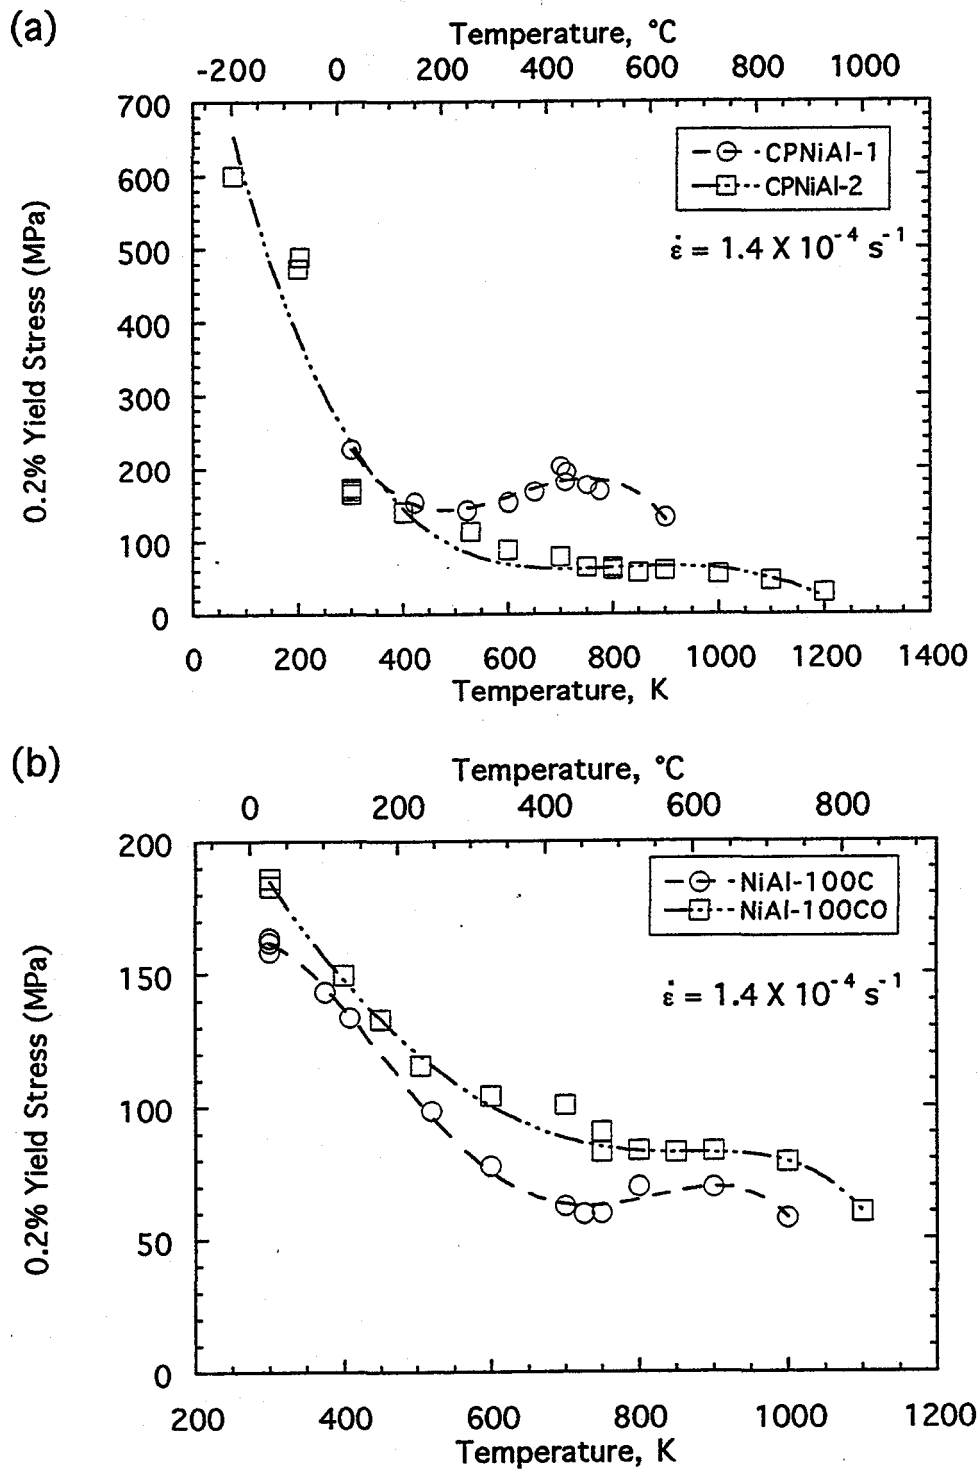 (a)
Temperature, °C
-200 0 200 400 600 800 1000
700
600
500
400
300
200
100
0
0.2% Yield Stress (MPa)
CPNiAl-1
CPNiAl-2
ε̇ = 1.4 X 10⁻⁴ s⁻¹
0 200 400 600 800 1000 1200 1400
Temperature, K
(b)
Temperature, °C
0 200 400 600 800
200
150
100
50
0
0.2% Yield Stress (MPa)
NiAl-100C
NiAl-100CO
ε̇ = 1.4 X 10⁻⁴ s⁻¹
200 400 600 800 1000 1200
Temperature, K